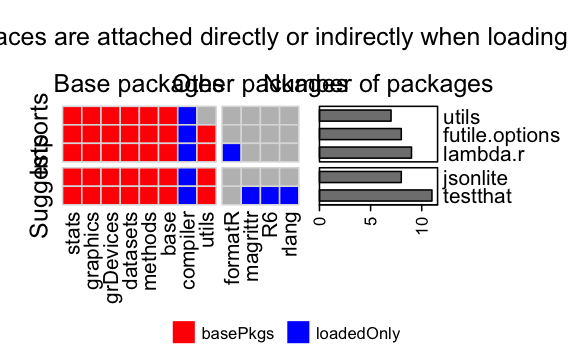 aces are attached directly or indirectly when loading
Base packages
Other packages
Number of packages
Imports
Suggests
utils
futile.options
lambda.r
jsonlite
testthat
stats
graphics
grDevices
datasets
methods
base
compiler
utils
formatR
magrittr
R6
rlang
0
5
10
basePkgs
loadedOnly